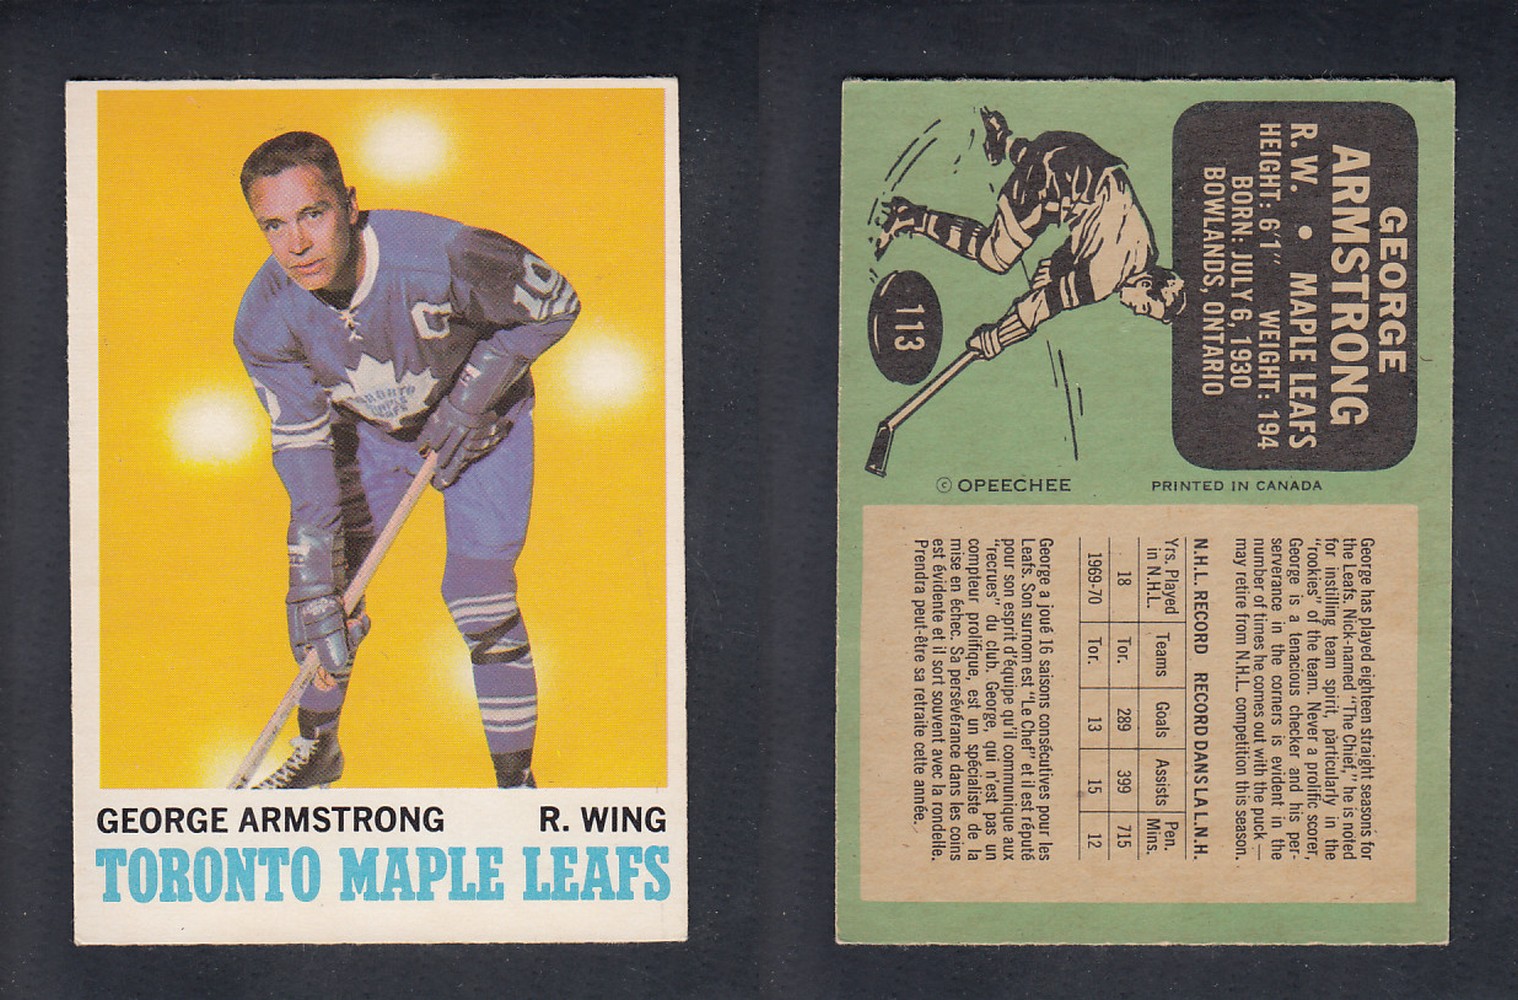 10
C
TORONTO
MAPLE
LEAFS
GEORGE ARMSTRONG R. WING
TORONTO MAPLE LEAFS
GEORGE
ARMSTRONG
R. W. • MAPLE LEAFS
HEIGHT: 6'1" WEIGHT: 194
BORN: JULY 6, 1930
BOWLANDS, ONTARIO
113
© OPEECHEE PRINTED IN CANADA
George has played eighteen straight seasons for
the Leafs. Nick-named "The Chief," he is noted
for instilling team spirit, particularly in the
"rookies" of the team. Never a prolific scorer,
George is a tenacious checker and his per-
serverance in the corners is evident in the
number of times he comes out with the puck —
may retire from N.H.L. competition this season.
N.H.L. RECORD RECORD DANS LA L.N.H.
Yrs. Played in N.H.L. Teams Goals Assists Pen. Mins.
18 Tor. 289 399 715
1969-70 Tor. 13 15 12
George a joué 16 saisons consécutives pour les
Leafs. Son surnom est "Le Chef" et il est réputé
pour son esprit d'équipe qu'il communique aux
"recrues" du club. George, qui n'est pas un
compteur prolifique, est un spécialiste de la
mise en échec. Sa persévérance dans les coins
est évidente et il sort souvent avec la rondelle.
Prendra peut-être sa retraite cette année.